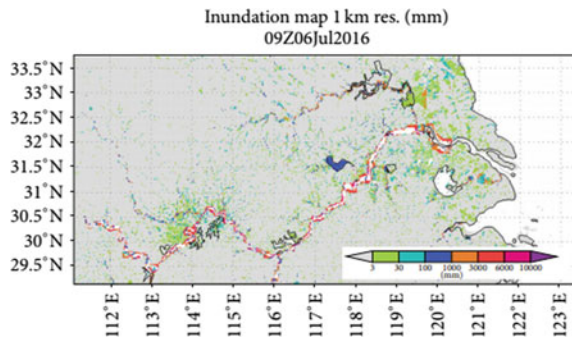 Inundation map 1 km res. (mm)
09Z06Jul2016
33.5°N
33°N
32.5°N
32°N
31.5°N
31°N
30.5°N
30°N
29.5°N
3 30 100 1000 3000 6000 10000
(mm)
112°E 113°E 114°E 115°E 116°E 117°E 118°E 119°E 120°E 121°E 122°E 123°E